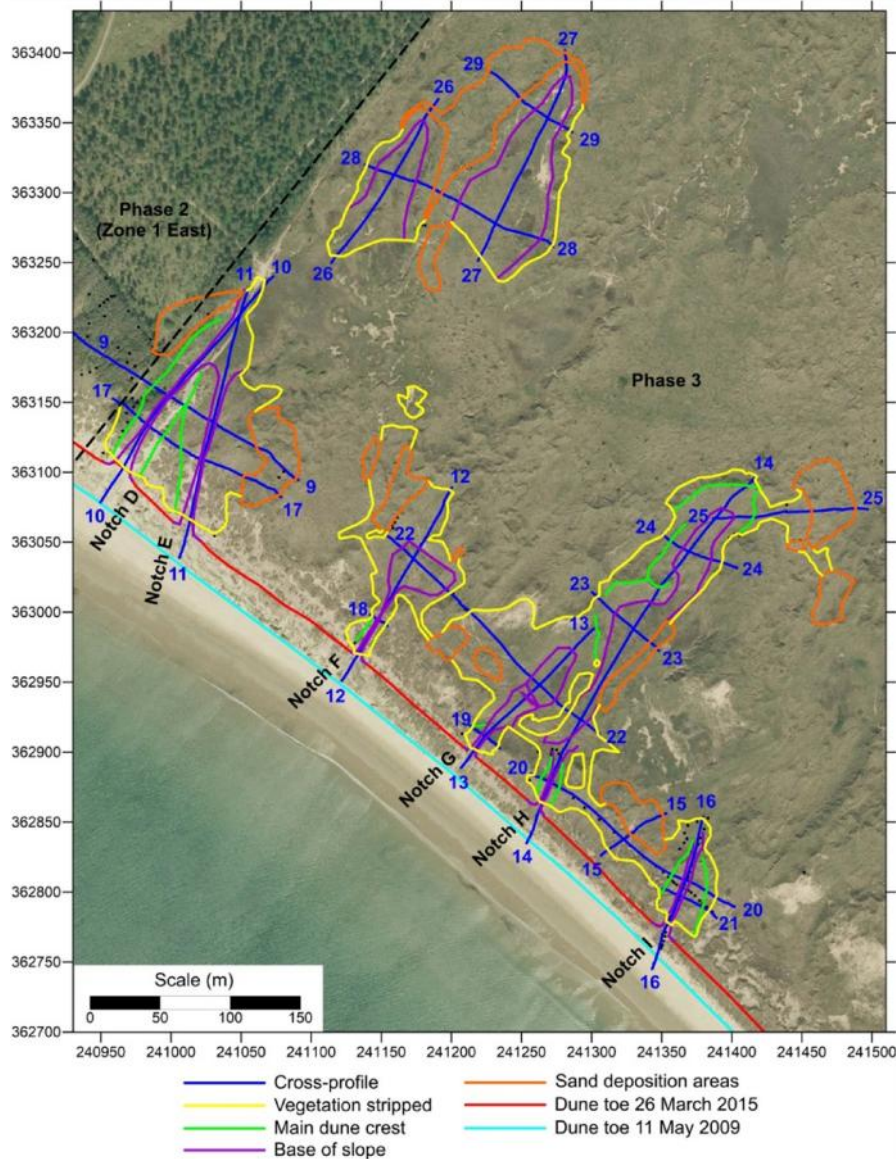 363400
363350
363300
363250
363200
363150
363100
363050
363000
362950
362900
362850
362800
362750
362700
27
29
26
29
28
28
26
27
Phase 2
(Zone 1 East)
11
10
9
17
9
17
10
11
Notch D
Notch E
Phase 3
12
22
18
12
Notch F
14
25
25
24
24
23
13
23
19
22
13
Notch G
20
14
Notch H
15
16
15
20
21
16
Notch I
Scale (m)
0 50 100 150
240950 241000 241050 241100 241150 241200 241250 241300 241350 241400 241450 241500
Cross-profile
Vegetation stripped
Main dune crest
Base of slope
Sand deposition areas
Dune toe 26 March 2015
Dune toe 11 May 2009